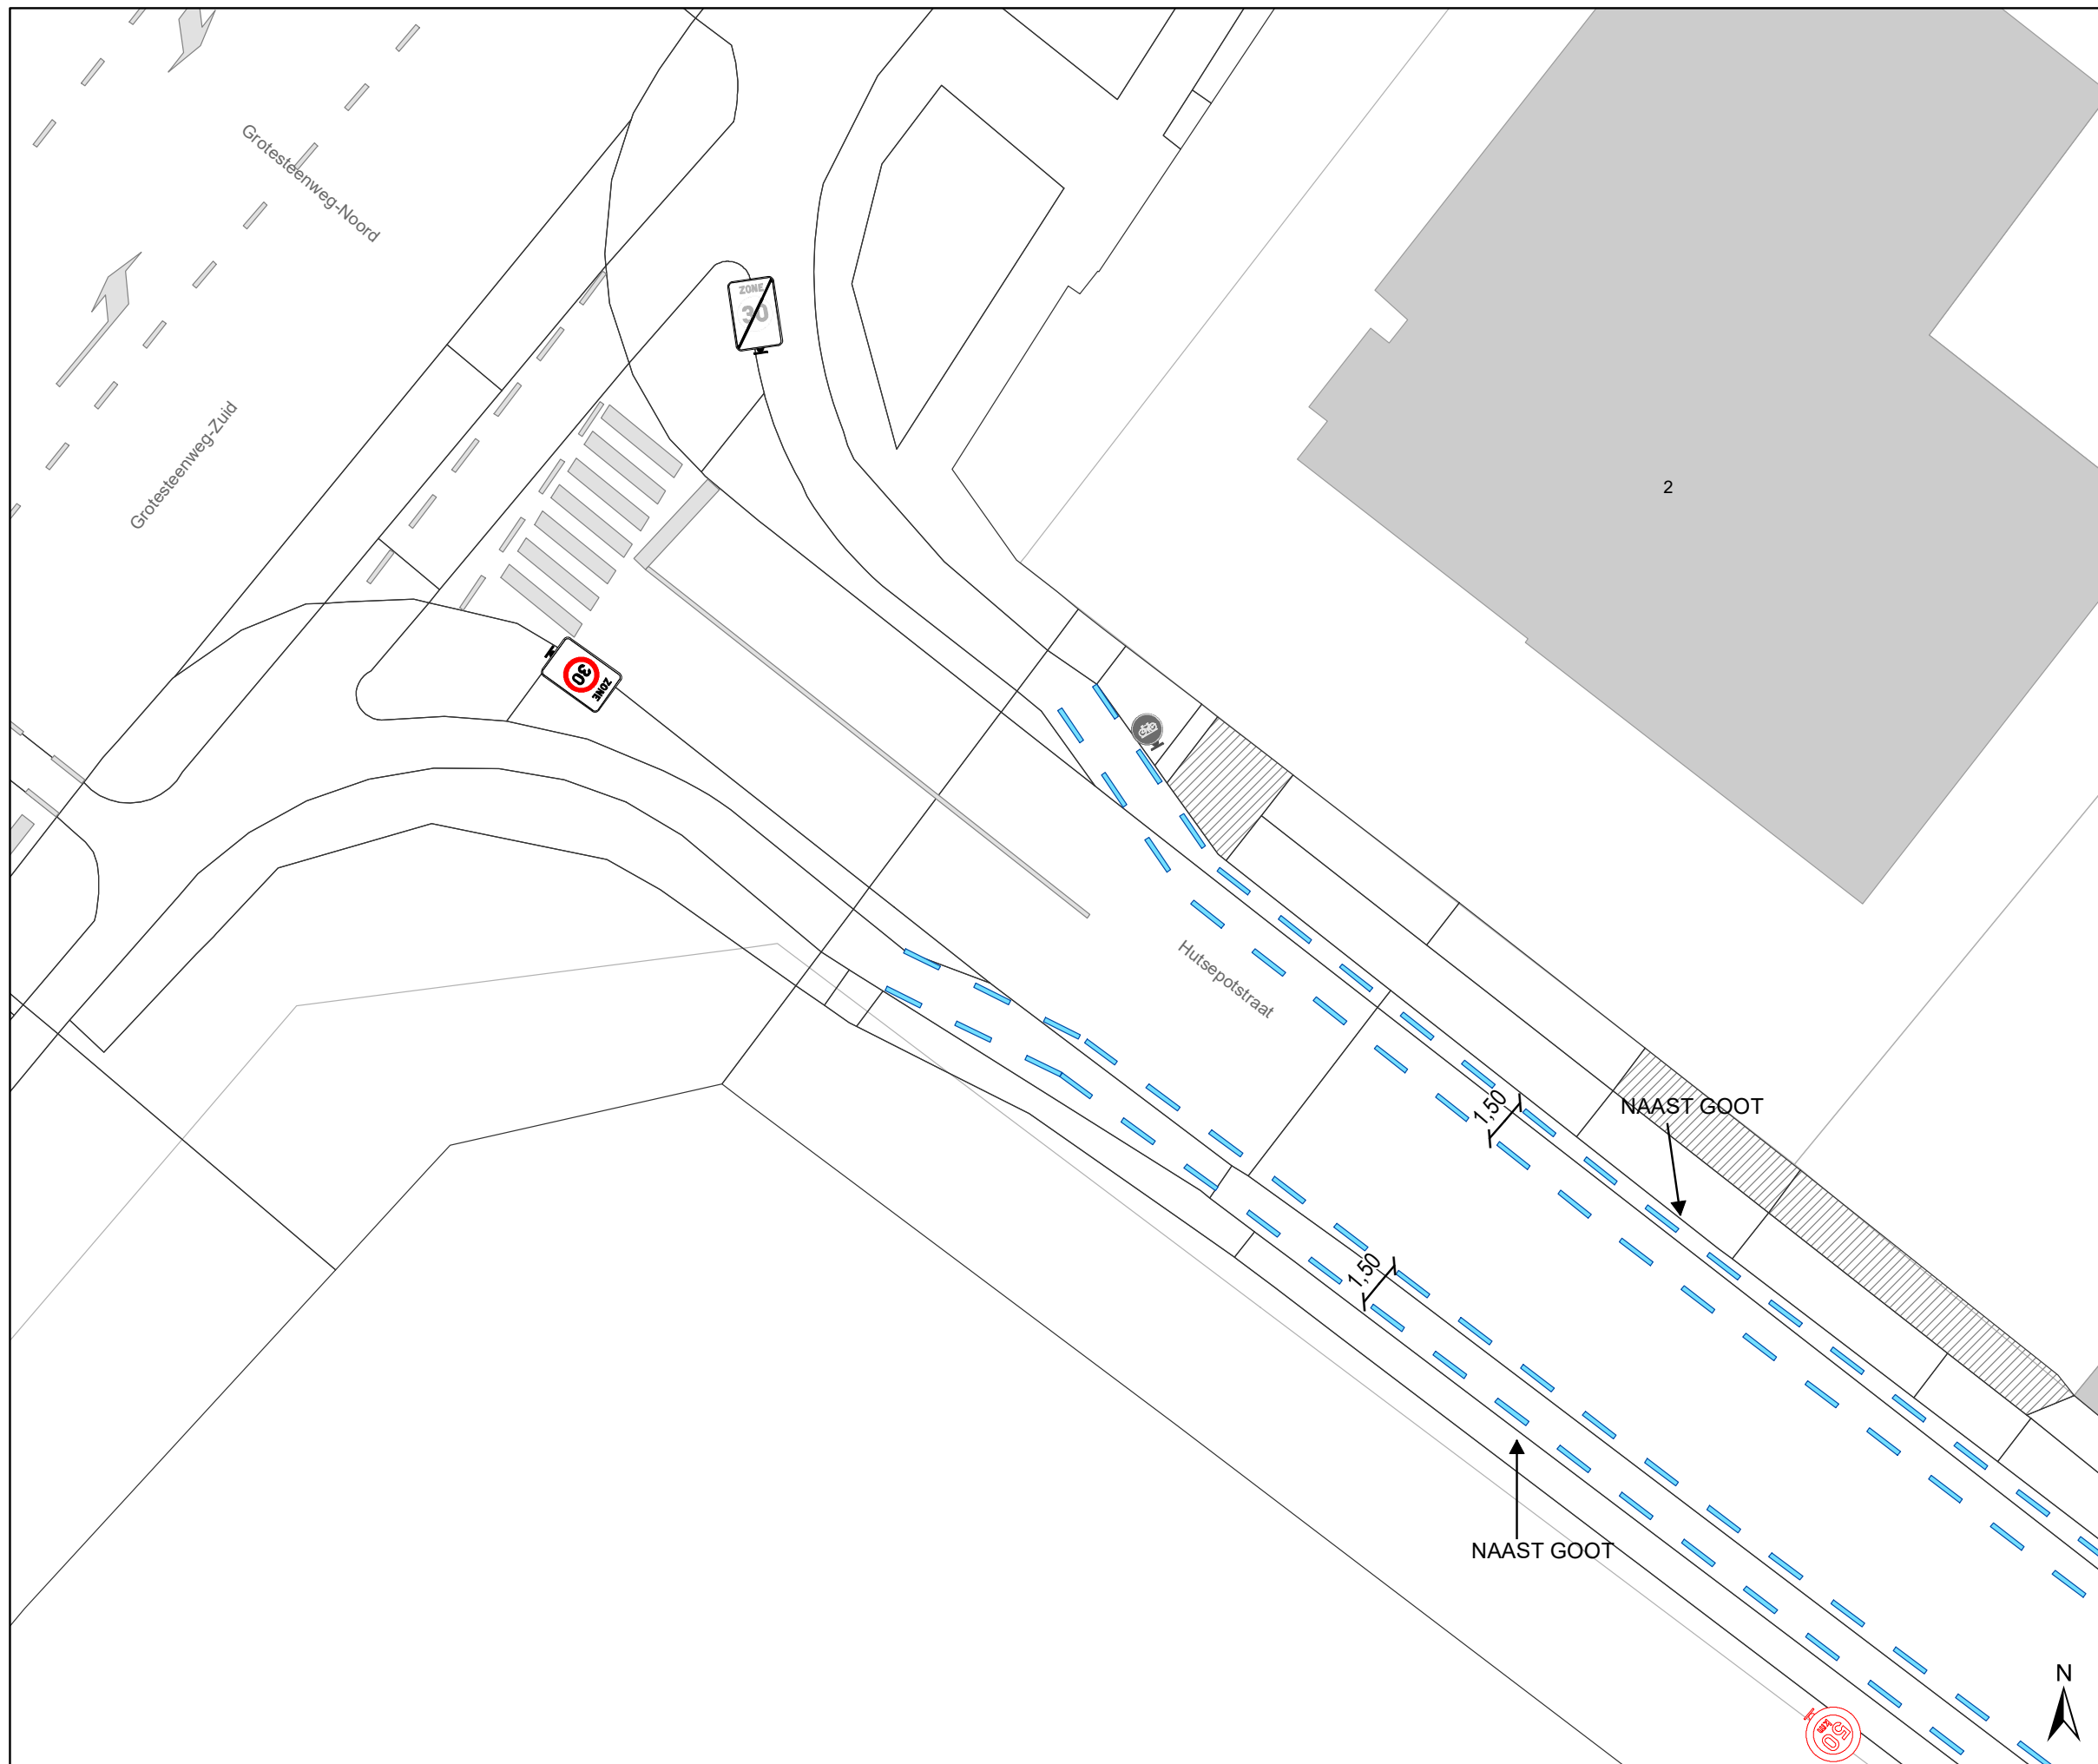 Grotesteenweg-Noord
ZONE
30
Grotesteenweg-Zuid
2
30
ZONE
Hutsepotstraat
1,50
NAAST GOOT
1,50
NAAST GOOT
N
50
km